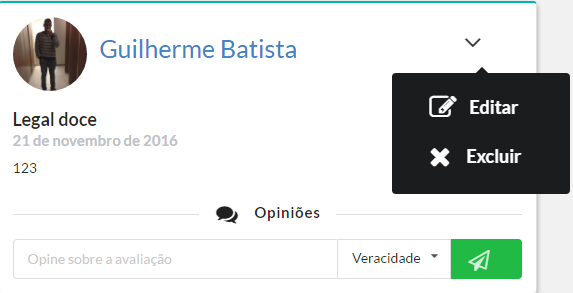 Guilherme Batista
Editar
Excluir
Legal doce
21 de novembro de 2016
123
Opiniões
Opine sobre a avaliação
Veracidade